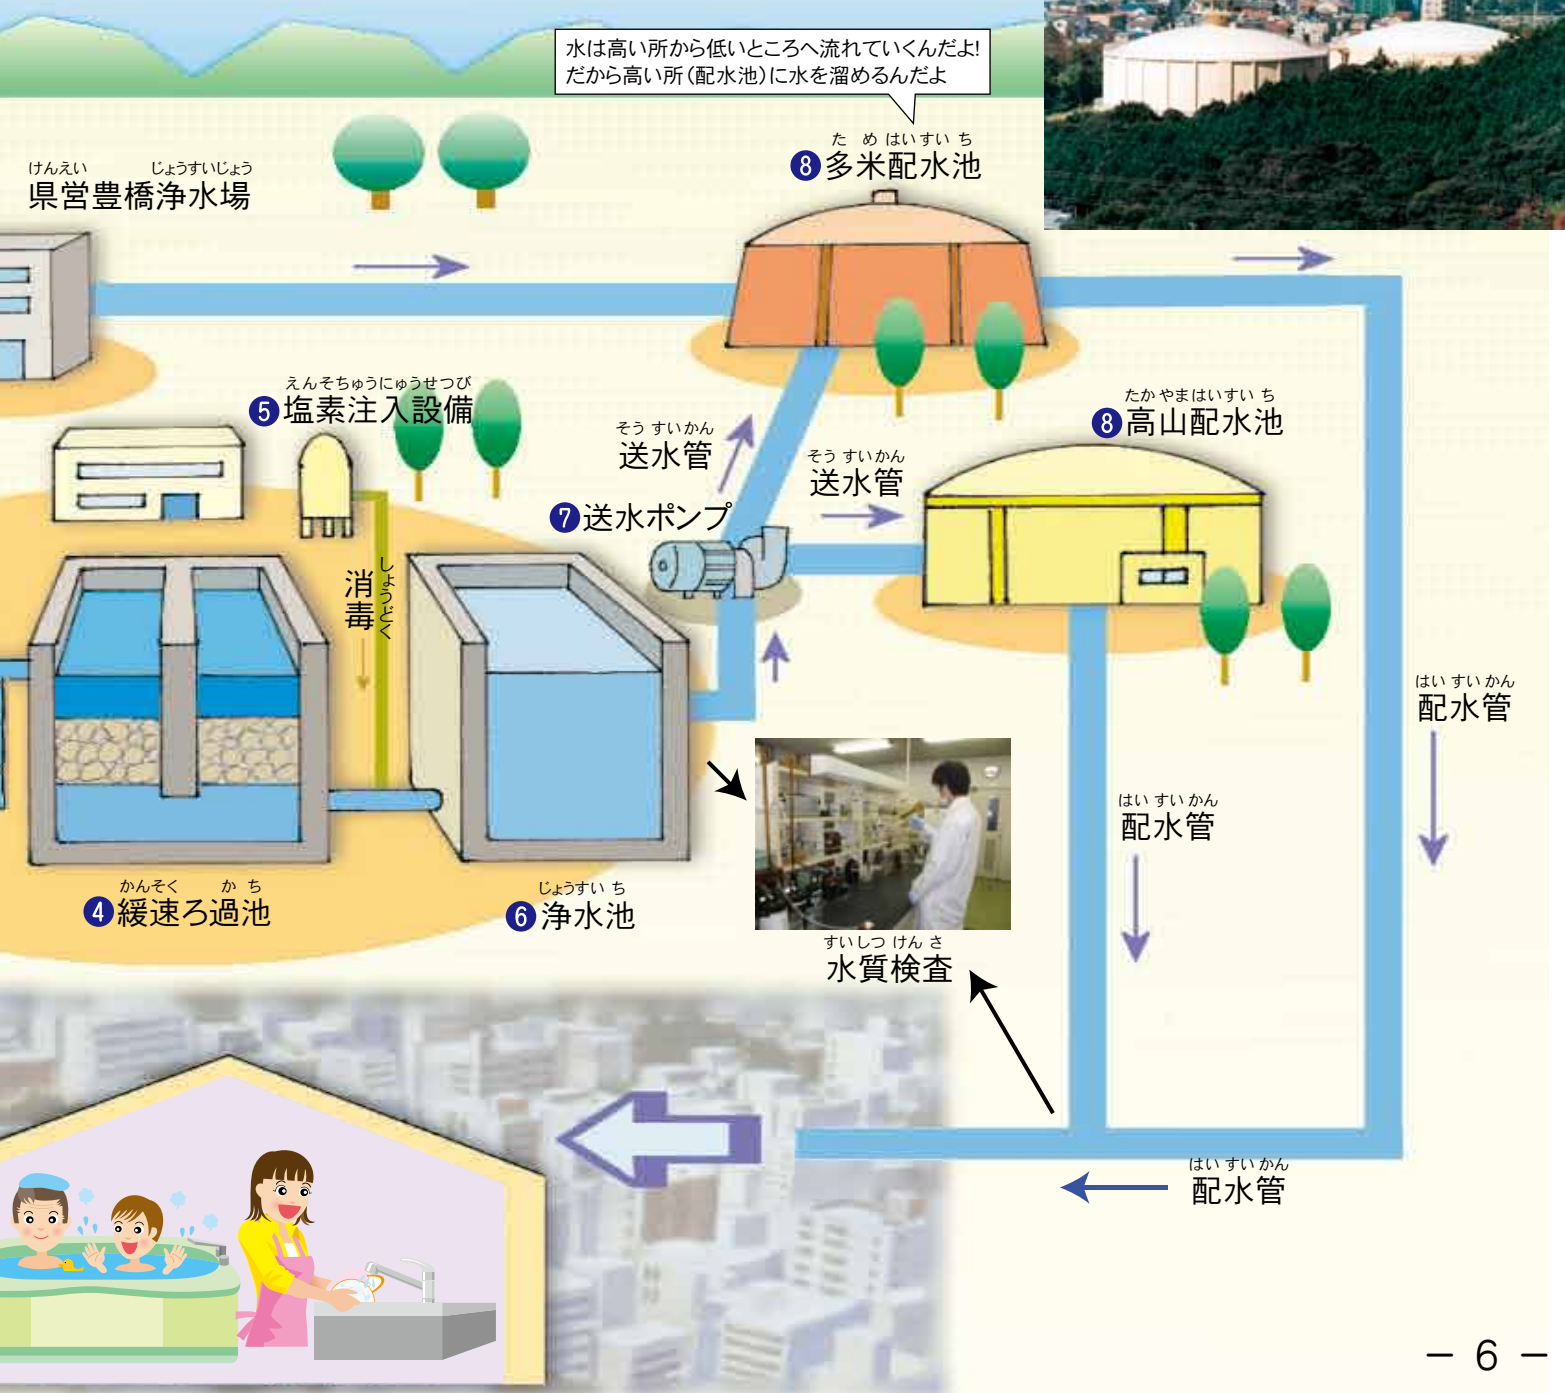 水は高い所から低いところへ流れていくんだよ!
だから高い所(配水池)に水を溜めるんだよ
ため はいすい ち
❽多米配水池
けんえい じょうすいじょう
県営豊橋浄水場
えんそちゅうにゅうせつび
❺塩素注入設備
たかやまはいすい ち
❽高山配水池
そう すいかん
送水管
そう すいかん
送水管
❼送水ポンプ
しょうどく
消毒
はい すい かん
配水管
はい すい かん
配水管
かんそく か ち
❹緩速ろ過池
じょうすい ち
❻浄水池
すいしつ けん さ
水質検査
はい すい かん
配水管
− 6 −